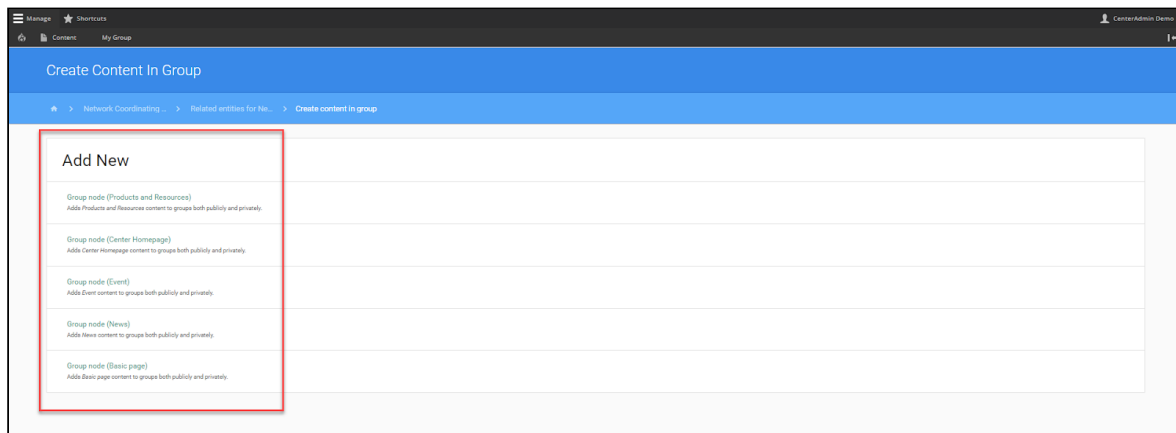 Manage Shortcuts CenterAdmin Demo
Content My Group
Create Content In Group
> Network Coordinating ... > Related entities for Ne... > Create content in group
Add New
Group node (Products and Resources)
Adds Products and Resources content to groups both publicly and privately.
Group node (Center Homepage)
Adds Center Homepage content to groups both publicly and privately.
Group node (Event)
Adds Event content to groups both publicly and privately.
Group node (News)
Adds News content to groups both publicly and privately.
Group node (Basic page)
Adds Basic page content to groups both publicly and privately.